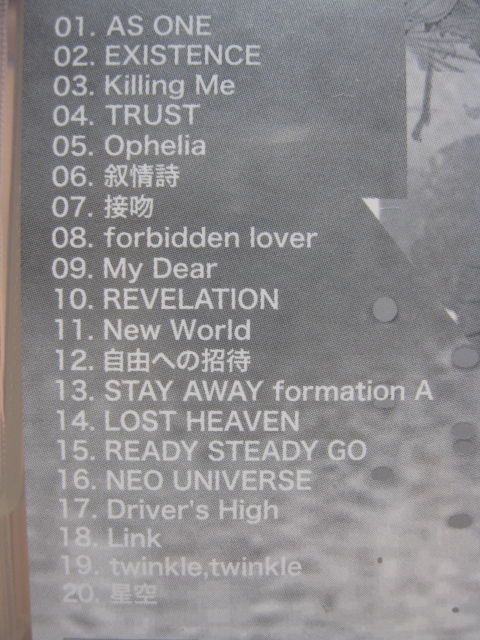 01. AS ONE
02. EXISTENCE
03. Killing Me
04. TRUST
05. Ophelia
06. 叙情詩
07. 接吻
08. forbidden lover
09. My Dear
10. REVELATION
11. New World
12. 自由への招待
13. STAY AWAY formation A
14. LOST HEAVEN
15. READY STEADY GO
16. NEO UNIVERSE
17. Driver's High
18. Link
19. twinkle,twinkle
20. 星空